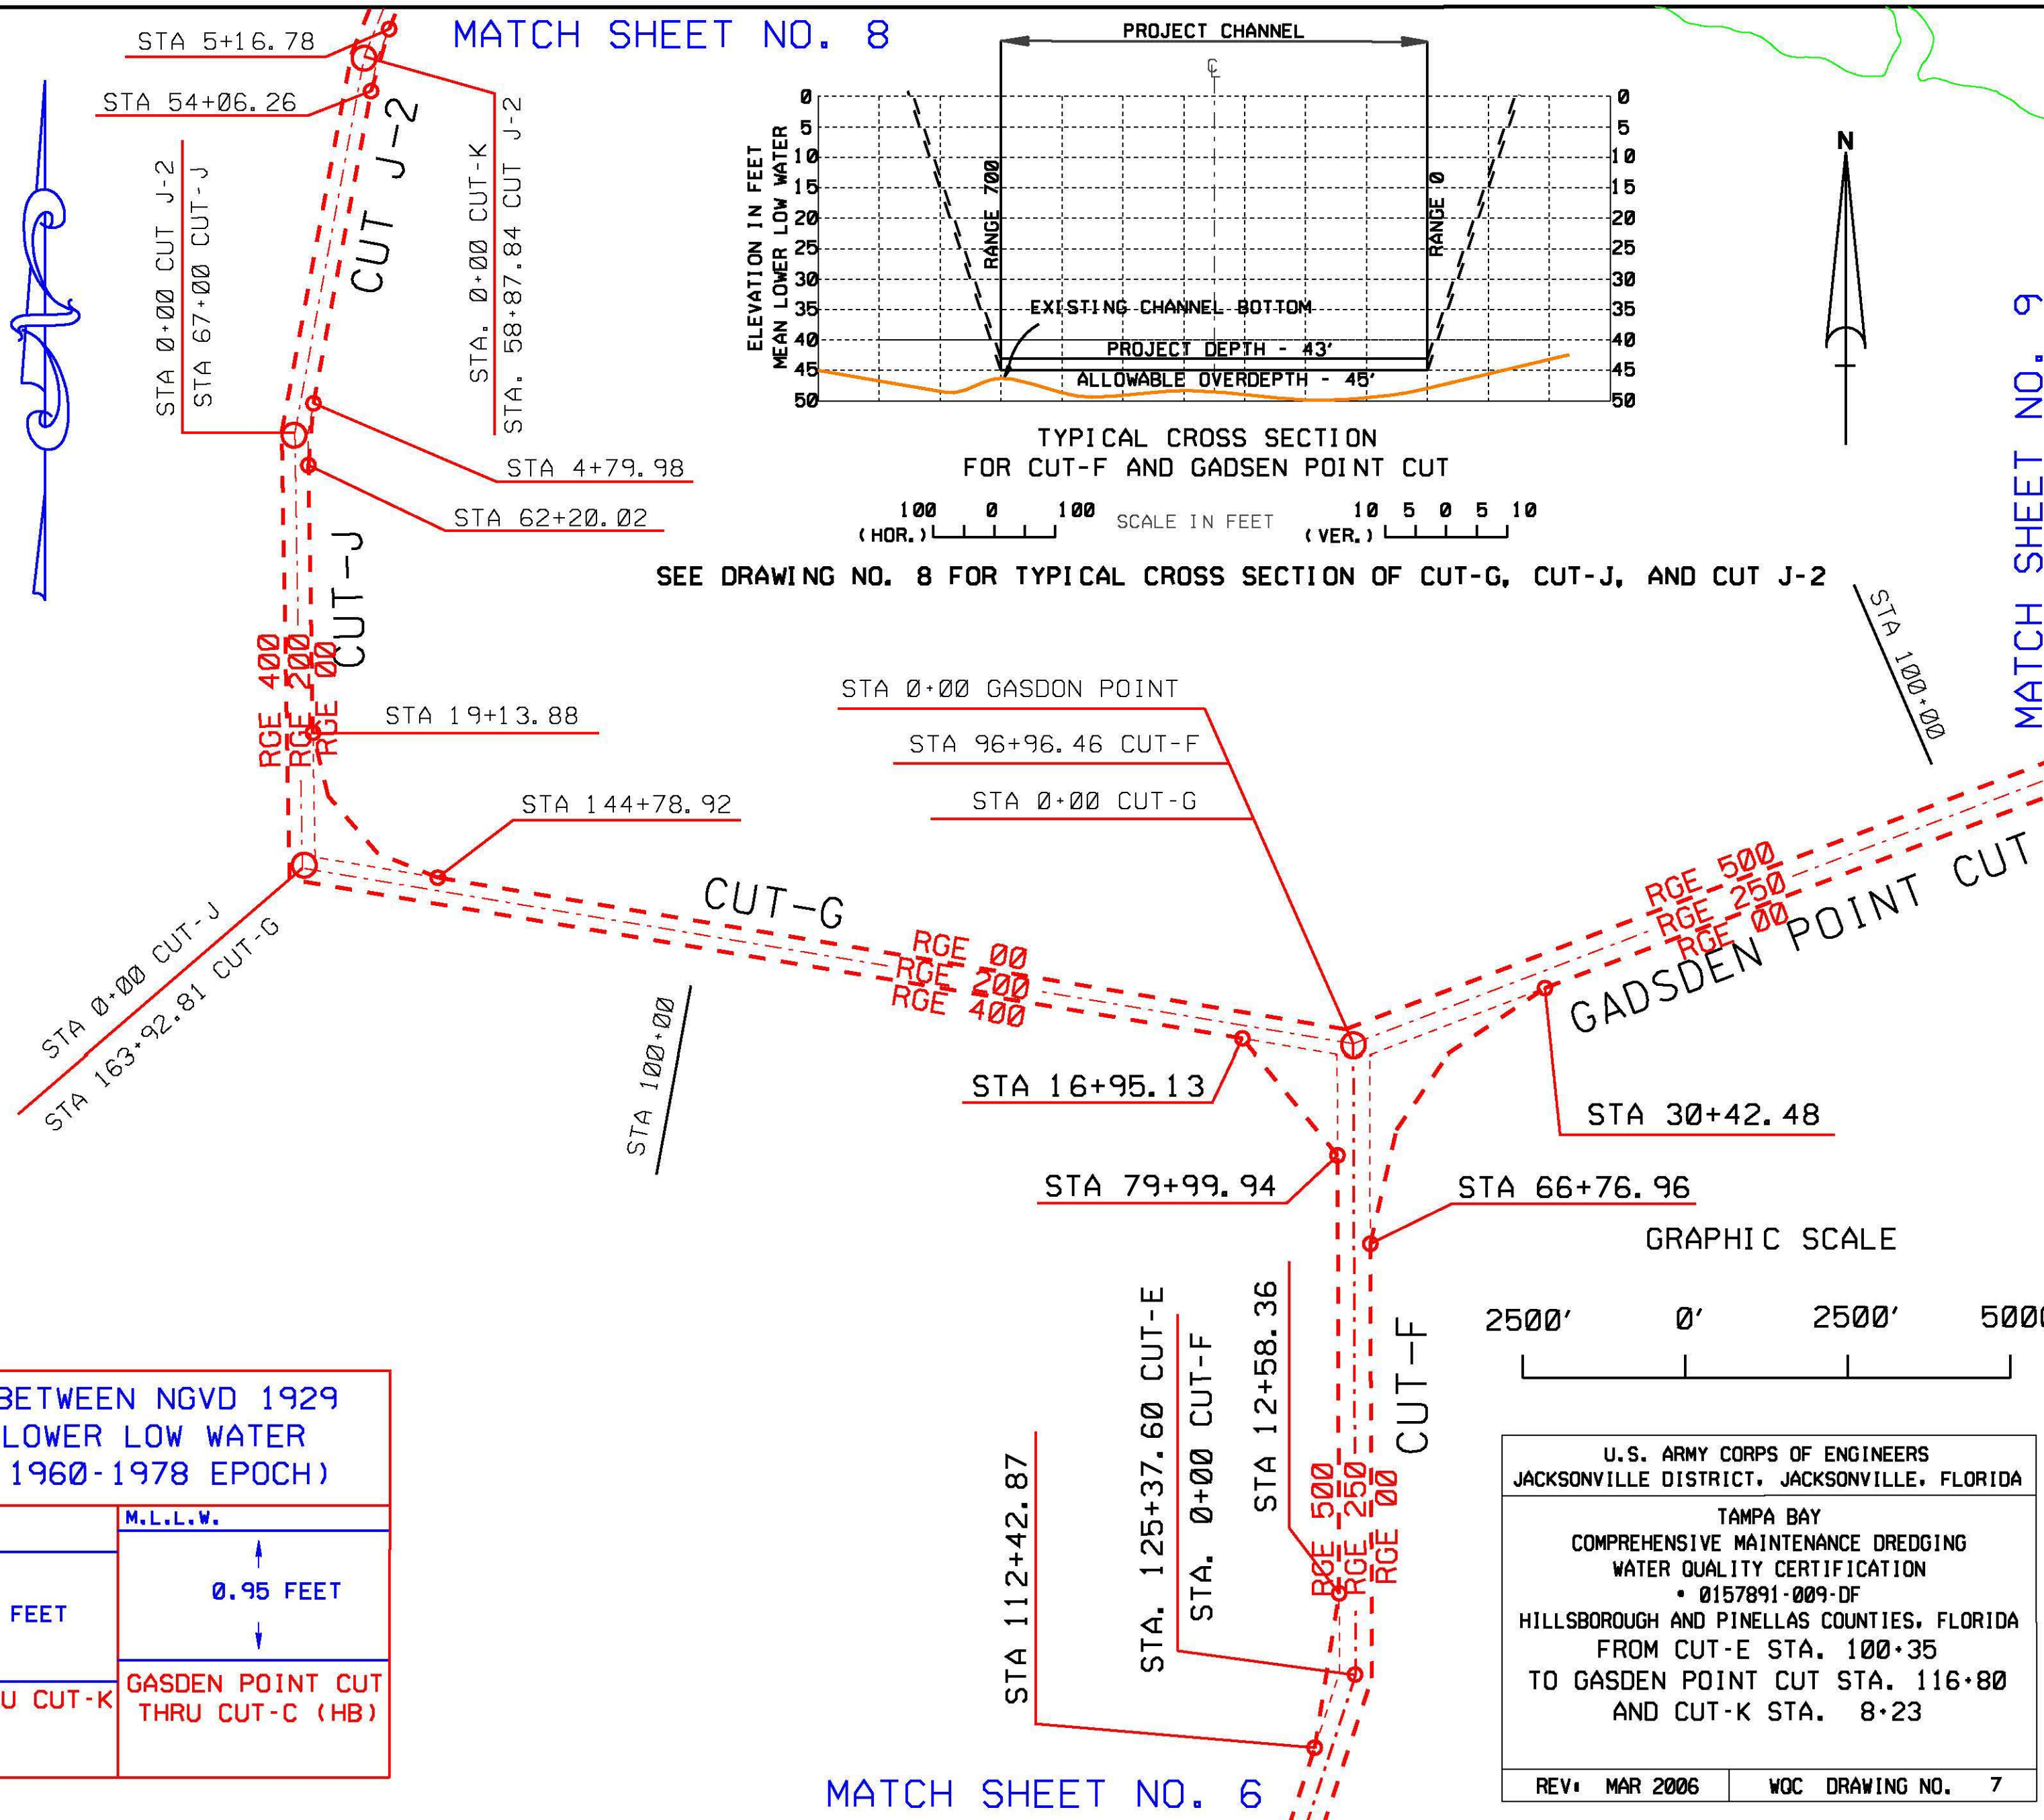 STA 5+16.78
MATCH SHEET NO. 8
STA 54+06.26
STA 0+00 CUT J-2
STA 67+00 CUT-J
CUT J-2
STA. 0+00 CUT-K
STA. 58+87.84 CUT J-2
STA 4+79.98
STA 62+20.02
PROJECT CHANNEL
ELEVATION IN FEET
MEAN LOWER LOW WATER
0
5
10
15
20
25
30
35
40
45
50
RANGE 700
RANGE 0
0
5
10
15
20
25
30
35
40
45
50
EXISTING CHANNEL BOTTOM
PROJECT DEPTH - 43'
ALLOWABLE OVERDEPTH - 45'
TYPICAL CROSS SECTION
FOR CUT-F AND GADSEN POINT CUT
100 0 100 SCALE IN FEET 10 5 0 5 10
(HOR.) (VER.)
SEE DRAWING NO. 8 FOR TYPICAL CROSS SECTION OF CUT-G, CUT-J, AND CUT J-2
N
MATCH SHEET NO. 9
STA 100+00
CUT-J
RGE 400
RGE 200
RGE 00
STA 19+13.88
STA 144+78.92
STA 0+00 GASDON POINT
STA 96+96.46 CUT-F
STA 0+00 CUT-G
CUT-G
RGE 00
RGE 200
RGE 400
RGE 500
RGE 250
RGE 00
GADSDEN POINT CUT
STA 0+00 CUT-J
STA 163+92.81 CUT-G
STA 100+00
STA 16+95.13
STA 30+42.48
STA 79+99.94
STA 66+76.96
GRAPHIC SCALE
2500' 0' 2500'
STA 112+42.87
STA. 125+37.60 CUT-E
STA. 0+00 CUT-F
STA 12+58.36
RGE 500
RGE 250
RGE 00
CUT-F
BETWEEN NGVD 1929
LOWER LOW WATER
1960-1978 EPOCH)
M.L.L.W.
0.95 FEET
FEET
U CUT-K
GASDEN POINT CUT
THRU CUT-C (HB)
MATCH SHEET NO. 6
U.S. ARMY CORPS OF ENGINEERS
JACKSONVILLE DISTRICT, JACKSONVILLE, FLORIDA
TAMPA BAY
COMPREHENSIVE MAINTENANCE DREDGING
WATER QUALITY CERTIFICATION
• 0157891-009-DF
HILLSBOROUGH AND PINELLAS COUNTIES, FLORIDA
FROM CUT-E STA. 100+35
TO GASDEN POINT CUT STA. 116+80
AND CUT-K STA. 8+23
REV: MAR 2006 WQC DRAWING NO. 7